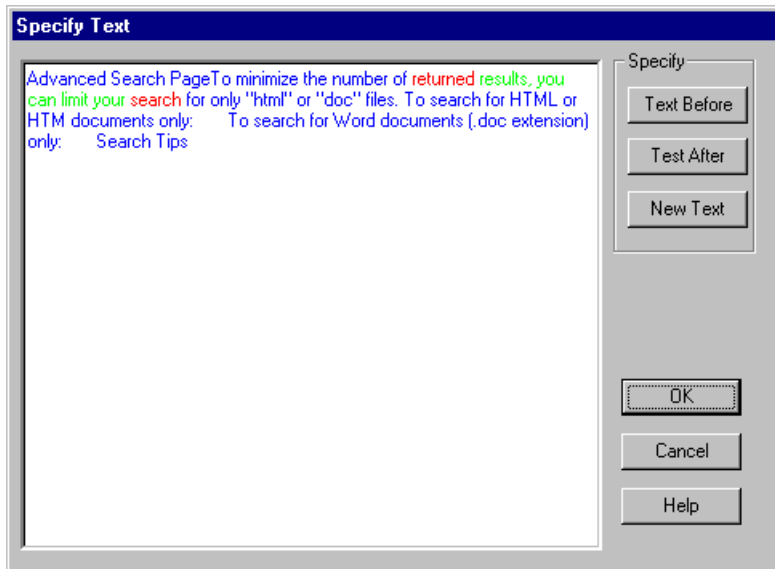 Specify Text
Advanced Search PageTo minimize the number of returned results, you
can limit your search for only "html" or "doc" files. To search for HTML or
HTM documents only:      To search for Word documents (.doc extension)
only:      Search Tips
Specify
Text Before
Test After
New Text
OK
Cancel
Help